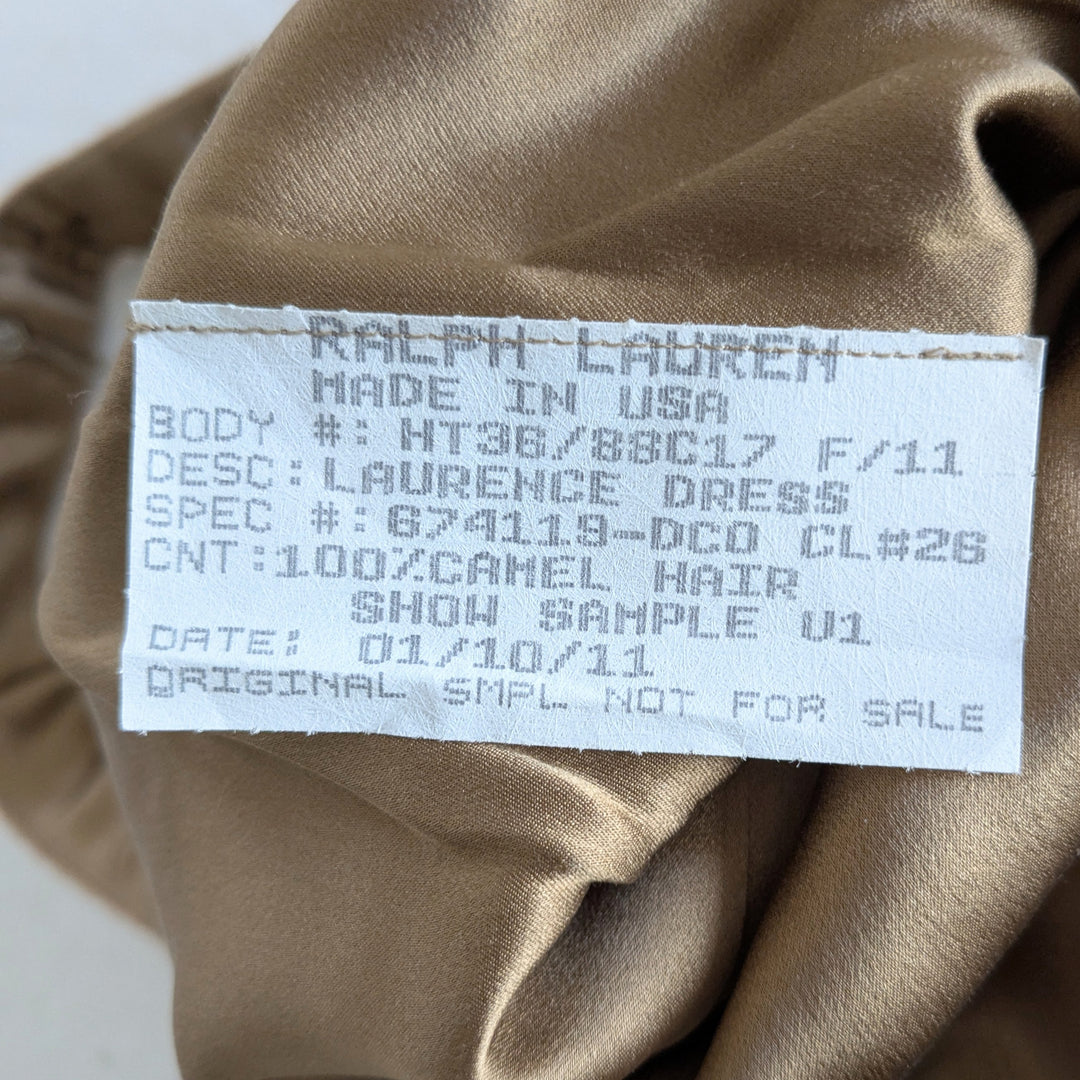 RALPH LAUREN
MADE IN USA
BODY #: HT36/88C17 F/11
DESC: LAURENCE DRESS
SPEC #: 674119-DCO CL#26
CNT: 100%CAMEL HAIR
SHOW SAMPLE V1
DATE: 01/10/11
ORIGINAL SMPL NOT FOR SALE